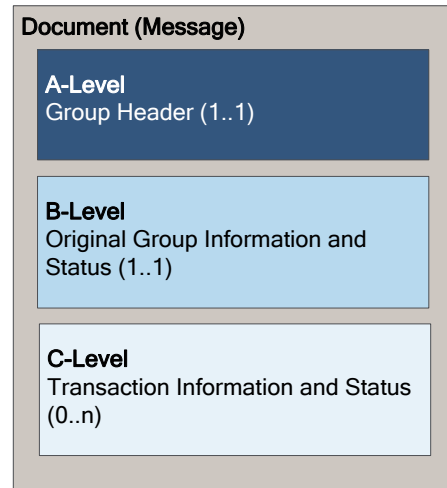 Document (Message)
A-Level
Group Header (1..1)
B-Level
Original Group Information and
Status (1..1)
C-Level
Transaction Information and Status
(0..n)